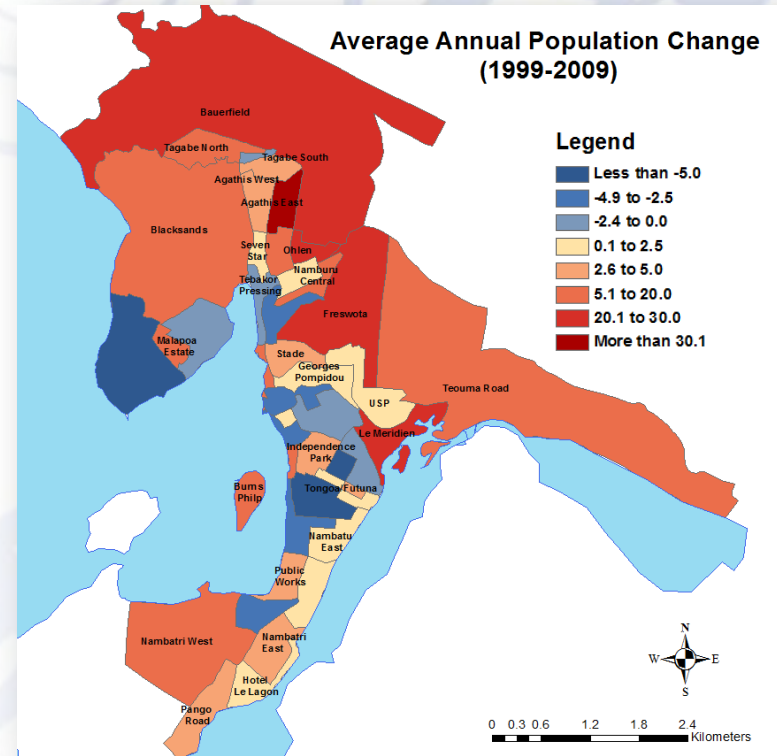 Average Annual Population Change
(1999-2009)
Legend
Less than -5.0
-4.9 to -2.5
-2.4 to 0.0
0.1 to 2.5
2.6 to 5.0
5.1 to 20.0
20.1 to 30.0
More than 30.1
Bauerfield
Tagabe North
Tagabe South
Agathis West
Agathis East
Blacksands
Seven
Star
Ohlen
Tebakor
Pressing
Namburu
Central
Freswota
Malapoa
Estate
Stade
Georges
Pompidou
USP
Teouma Road
Le Meridien
Independence
Park
Burns
Philp
Tongoa/Futuna
Nambatu
East
Public
Works
Nambatri West
Nambatri
East
Hotel
Le Lagon
Pango
Road
N
W
E
S
0 0.3 0.6 1.2 1.8 2.4
Kilometers